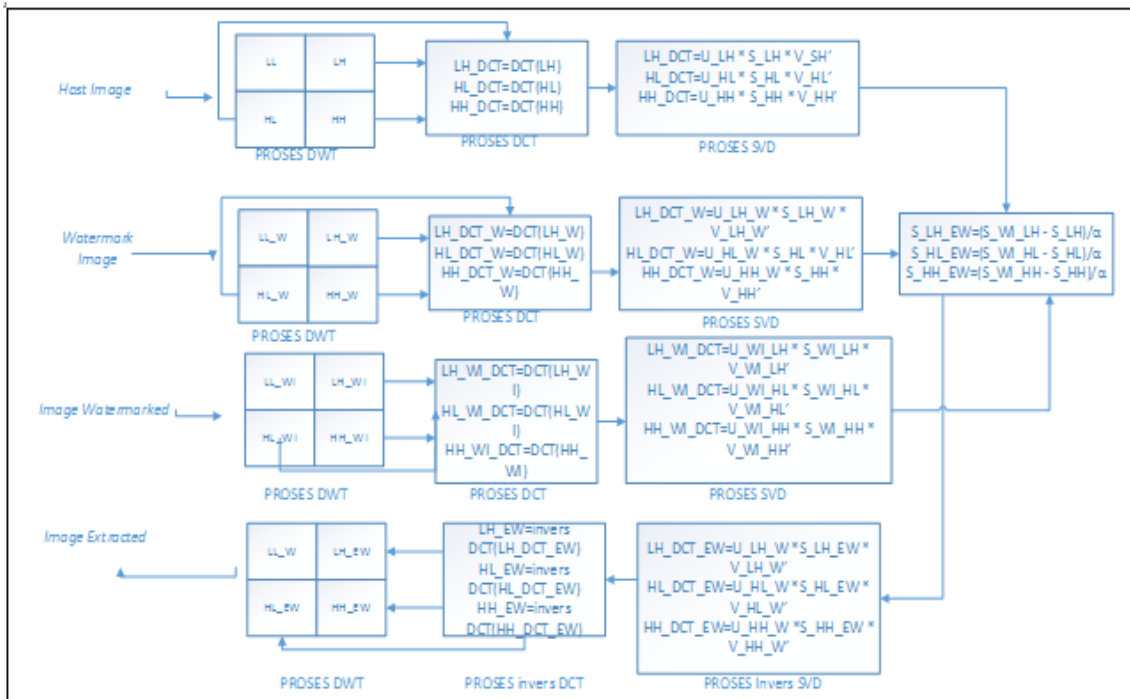 Host Image
LL
LH
HL
HH
PROSES DWT
LH_DCT=DCT(LH)
HL_DCT=DCT(HL)
HH_DCT=DCT(HH)
PROSES DCT
LH_DCT=U_LH * S_LH * V_SH'
HL_DCT=U_HL * S_HL * V_HL'
HH_DCT=U_HH * S_HH * V_HH'
PROSES SVD
Watermark
Image
LL_W
LH_W
HL_W
HH_W
PROSES DWT
LH_DCT_W=DCT(LH_W)
HL_DCT_W=DCT(HL_W)
HH_DCT_W=DCT(HH_
W)
PROSES DCT
LH_DCT_W=U_LH_W * S_LH_W *
V_LH_W'
HL_DCT_W=U_HL_W * S_HL * V_HL'
HH_DCT_W=U_HH_W * S_HH *
V_HH'
PROSES SVD
S_LH_EW=(S_WI_LH - S_LH)/α
S_HL_EW=(S_WI_HL - S_HL)/α
S_HH_EW=(S_WI_HH - S_HH)/α
Image Watermarked
LL_WI
LH_WI
HL_WI
HH_WI
PROSES DWT
LH_WI_DCT=DCT(LH_W
I)
HL_WI_DCT=DCT(HL_W
I)
HH_WI_DCT=DCT(HH_
WI)
PROSES DCT
LH_WI_DCT=U_WI_LH * S_WI_LH *
V_WI_LH'
HL_WI_DCT=U_WI_HL * S_WI_HL *
V_WI_HL'
HH_WI_DCT=U_WI_HH * S_WI_HH *
V_WI_HH'
PROSES SVD
Image Extracted
LL_W
LH_EW
HL_EW
HH_EW
PROSES DWT
LH_EW=invers
DCT(LH_DCT_EW)
HL_EW=invers
DCT(HL_DCT_EW)
HH_EW=invers
DCT(HH_DCT_EW)
PROSES invers DCT
LH_DCT_EW=U_LH_W *S_LH_EW *
V_LH_W'
HL_DCT_EW=U_HL_W *S_HL_EW *
V_HL_W'
HH_DCT_EW=U_HH_W *S_HH_EW *
V_HH_W'
PROSES Invers SVD